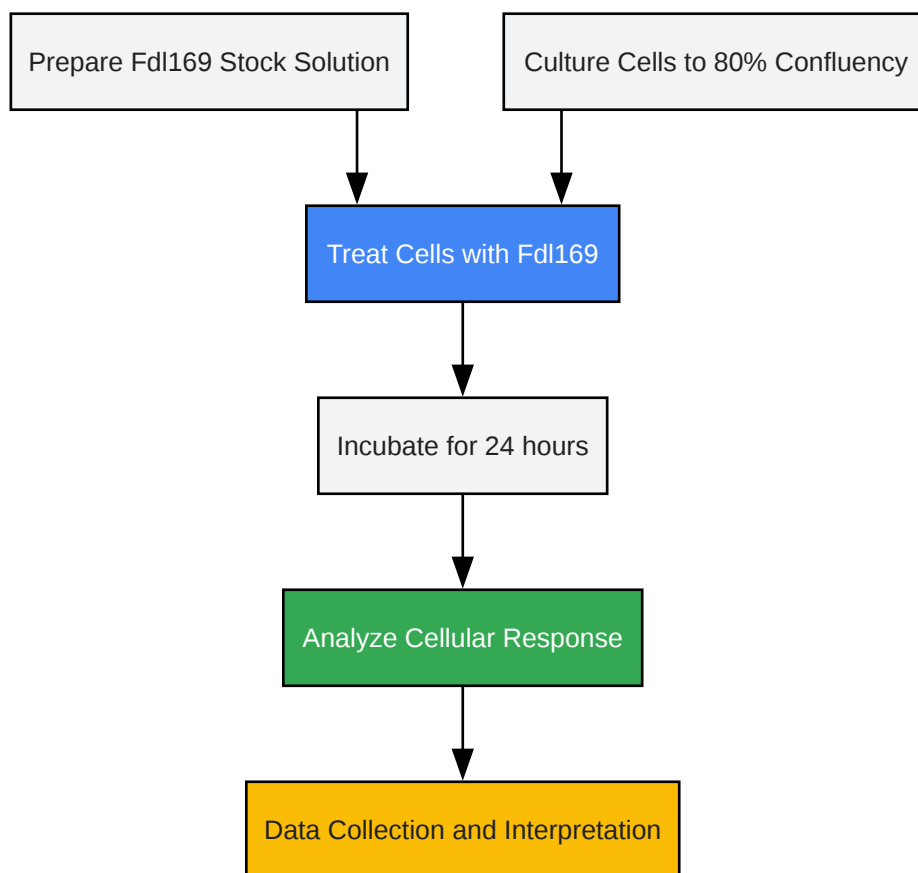 Prepare Fdl169 Stock Solution
Culture Cells to 80% Confluency
Treat Cells with Fdl169
Incubate for 24 hours
Analyze Cellular Response
Data Collection and Interpretation